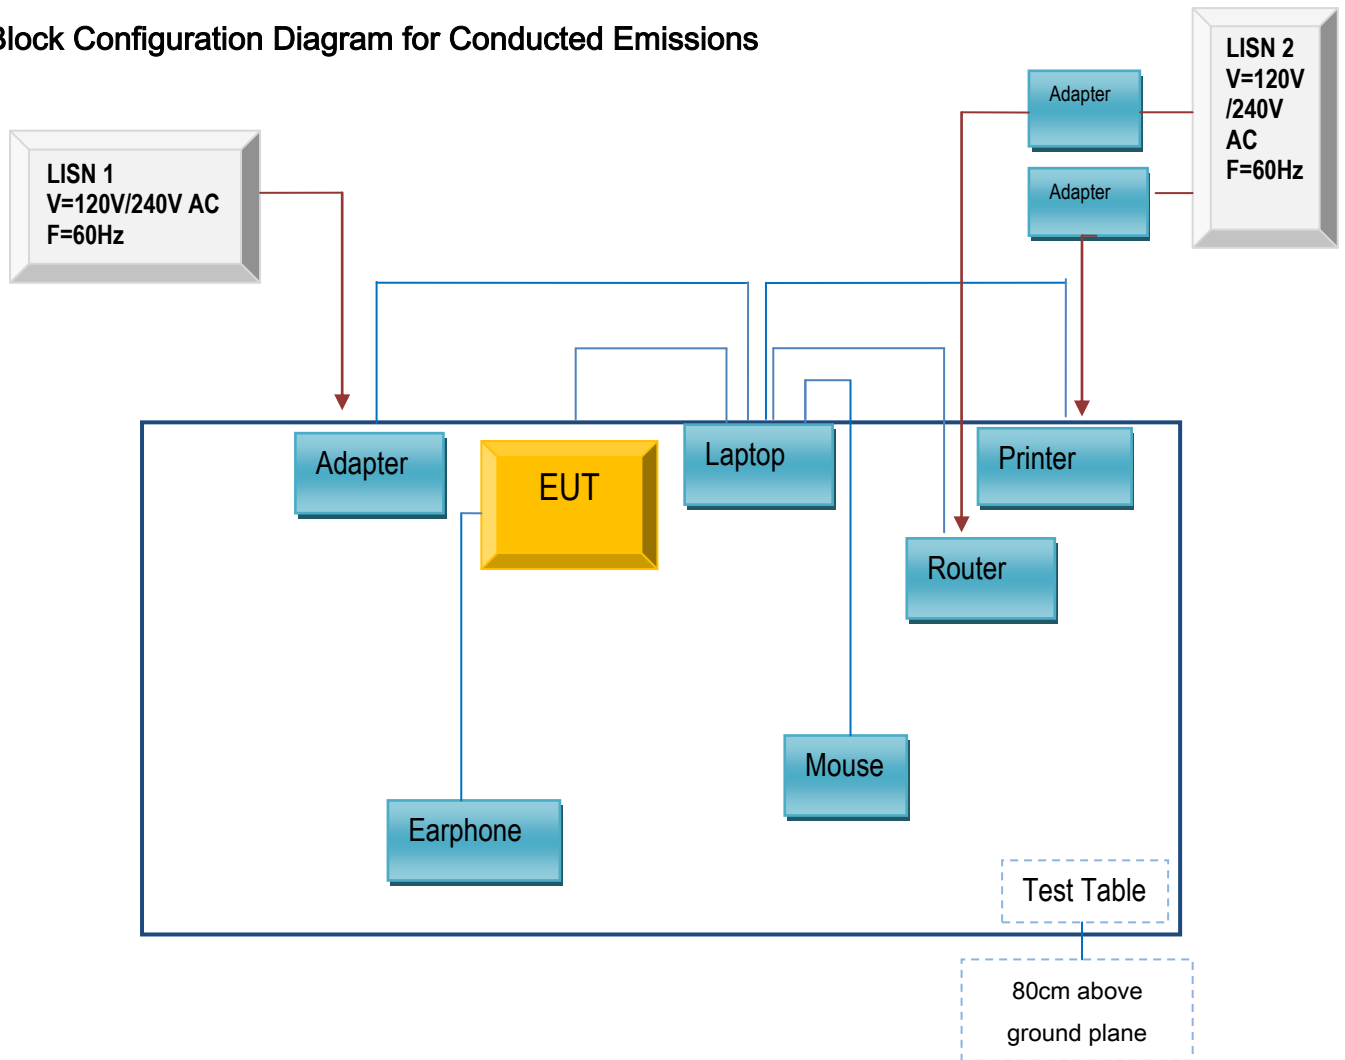 Block Configuration Diagram for Conducted Emissions
LISN 1
V=120V/240V AC
F=60Hz
Adapter
Adapter
LISN 2
V=120V
/240V
AC
F=60Hz
Adapter
EUT
Laptop
Printer
Router
Mouse
Earphone
Test Table
80cm above
ground plane